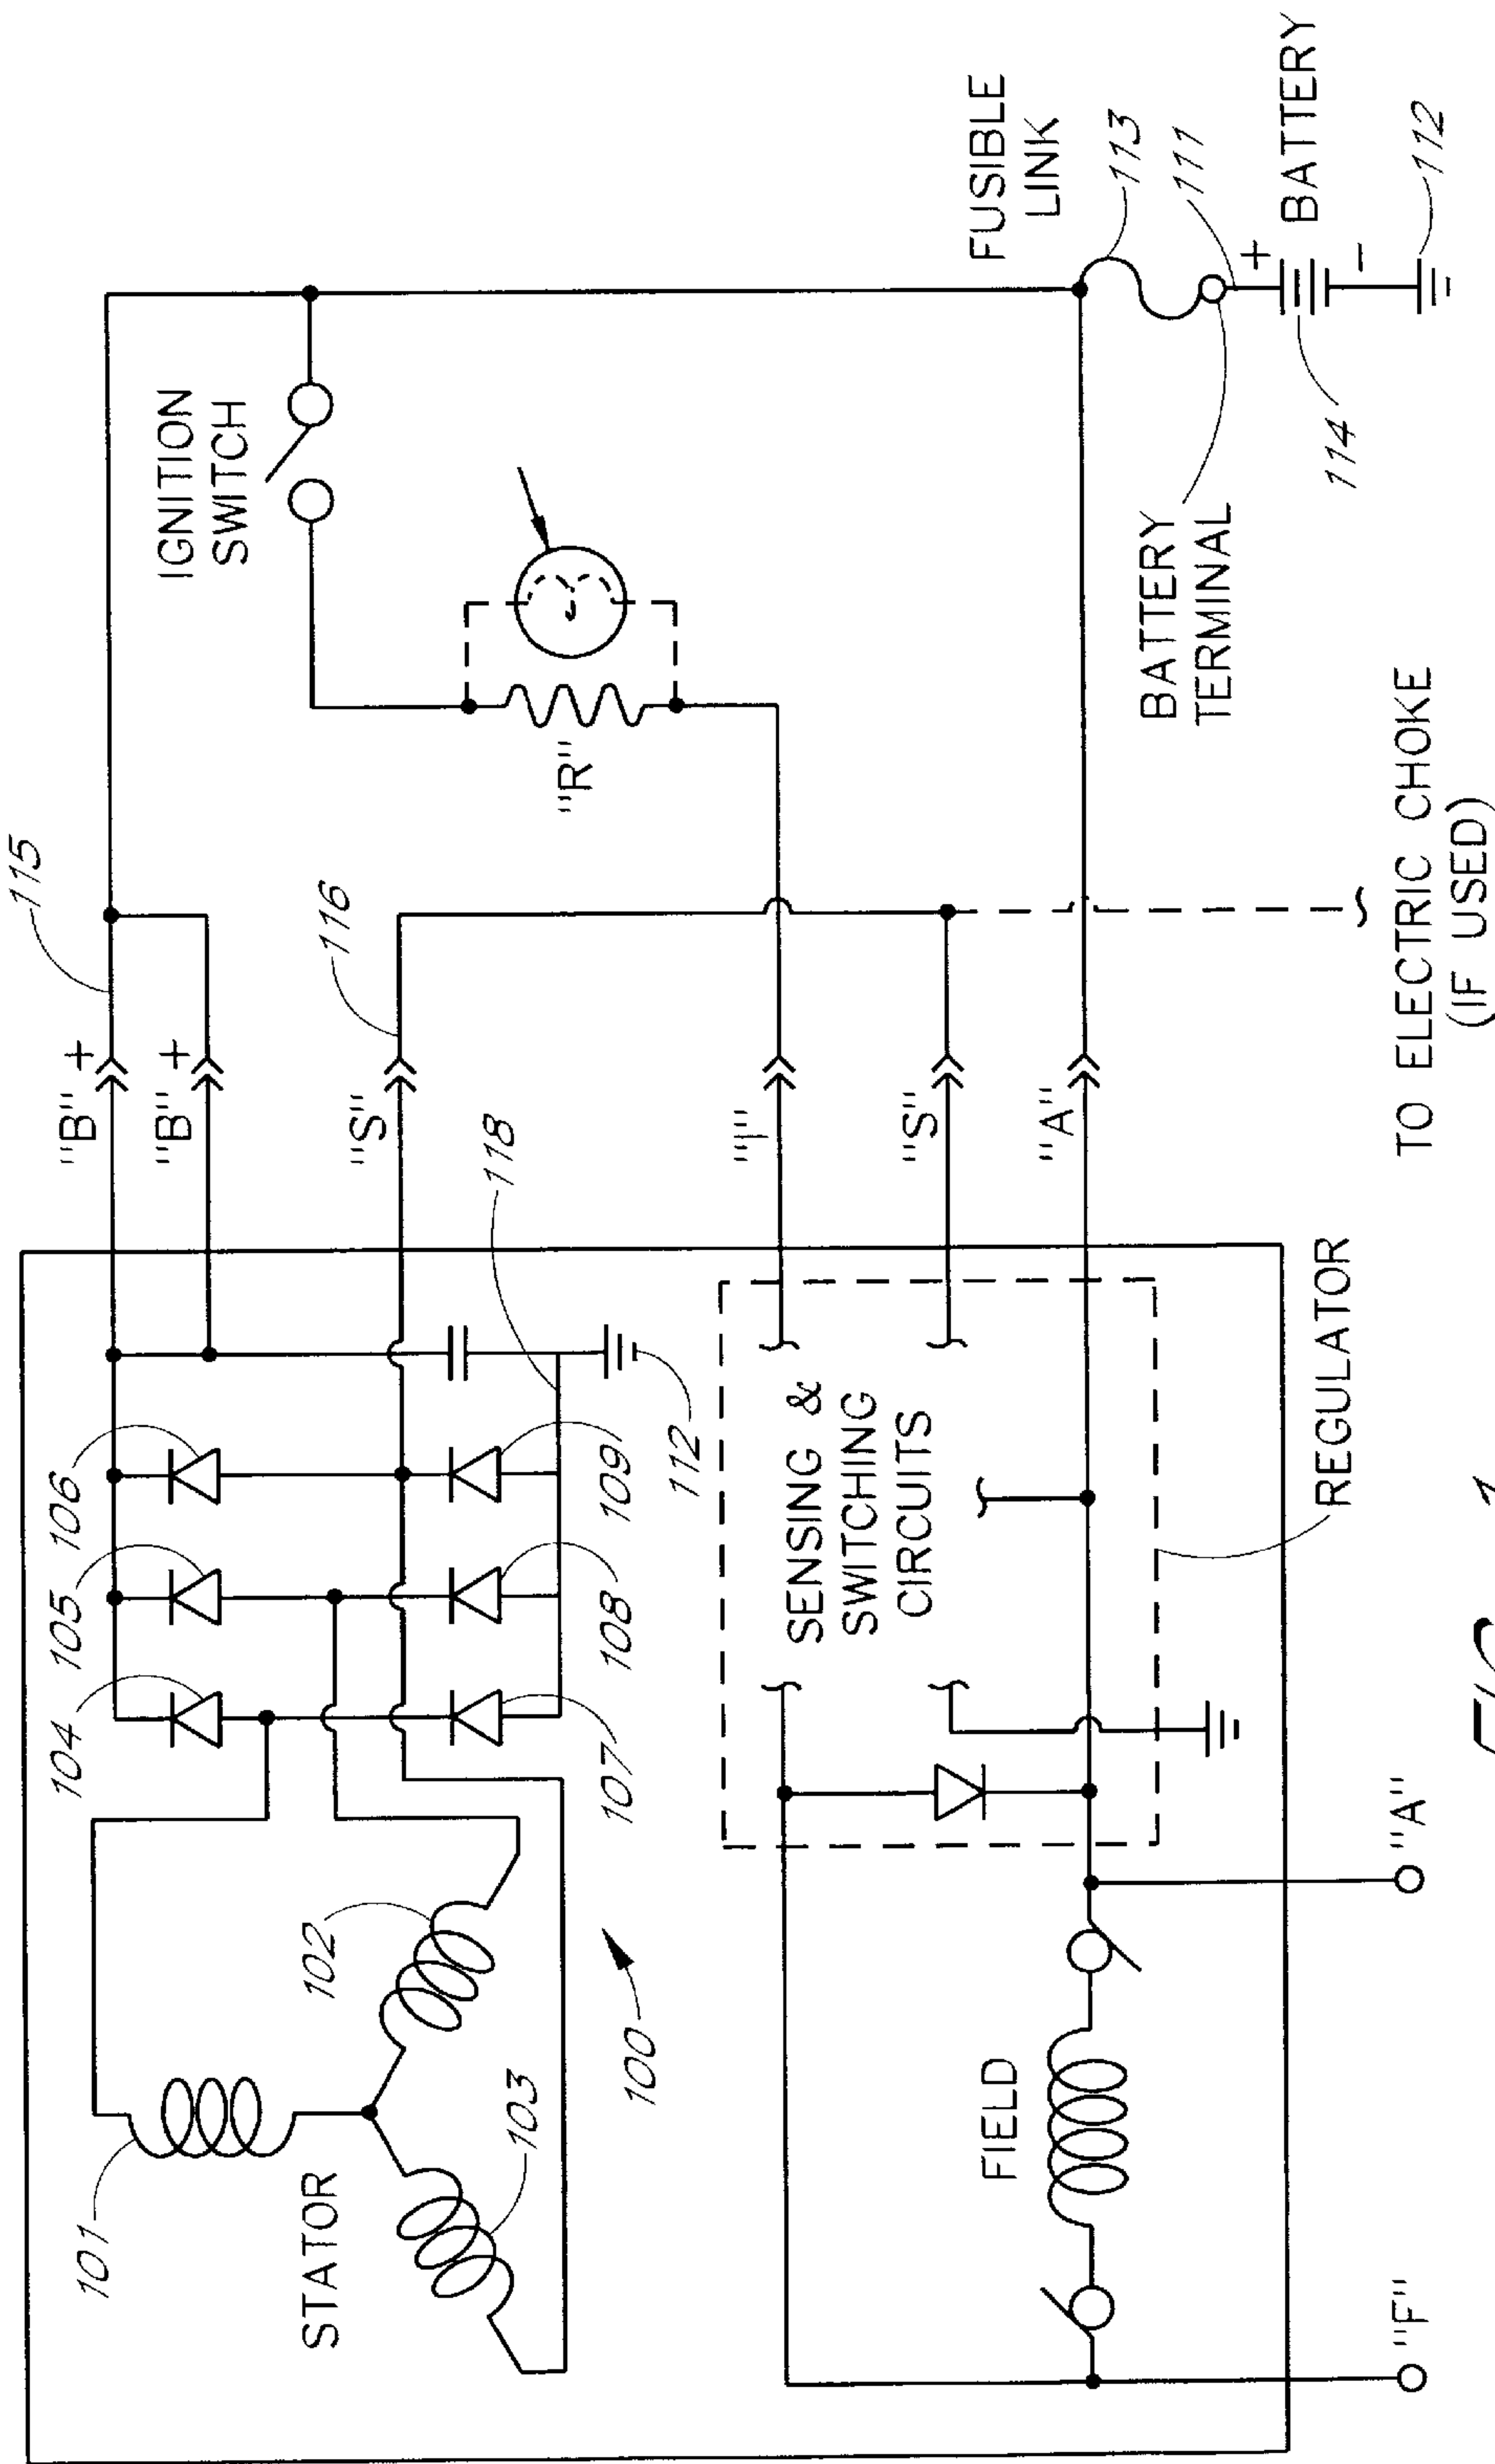 115
"B" +
"B" +
116
"S"
118
"I"
"S"
"A"
IGNITION
SWITCH
"R"
FUSIBLE
LINK
113
111
BATTERY
+
-
112
114
BATTERY
TERMINAL
TO ELECTRIC CHOKE
(IF USED)
104
105
106
107
108
109
112
101
102
103
STATOR
100
SENSING &
SWITCHING
CIRCUITS
REGULATOR
FIELD
"F"
"A"